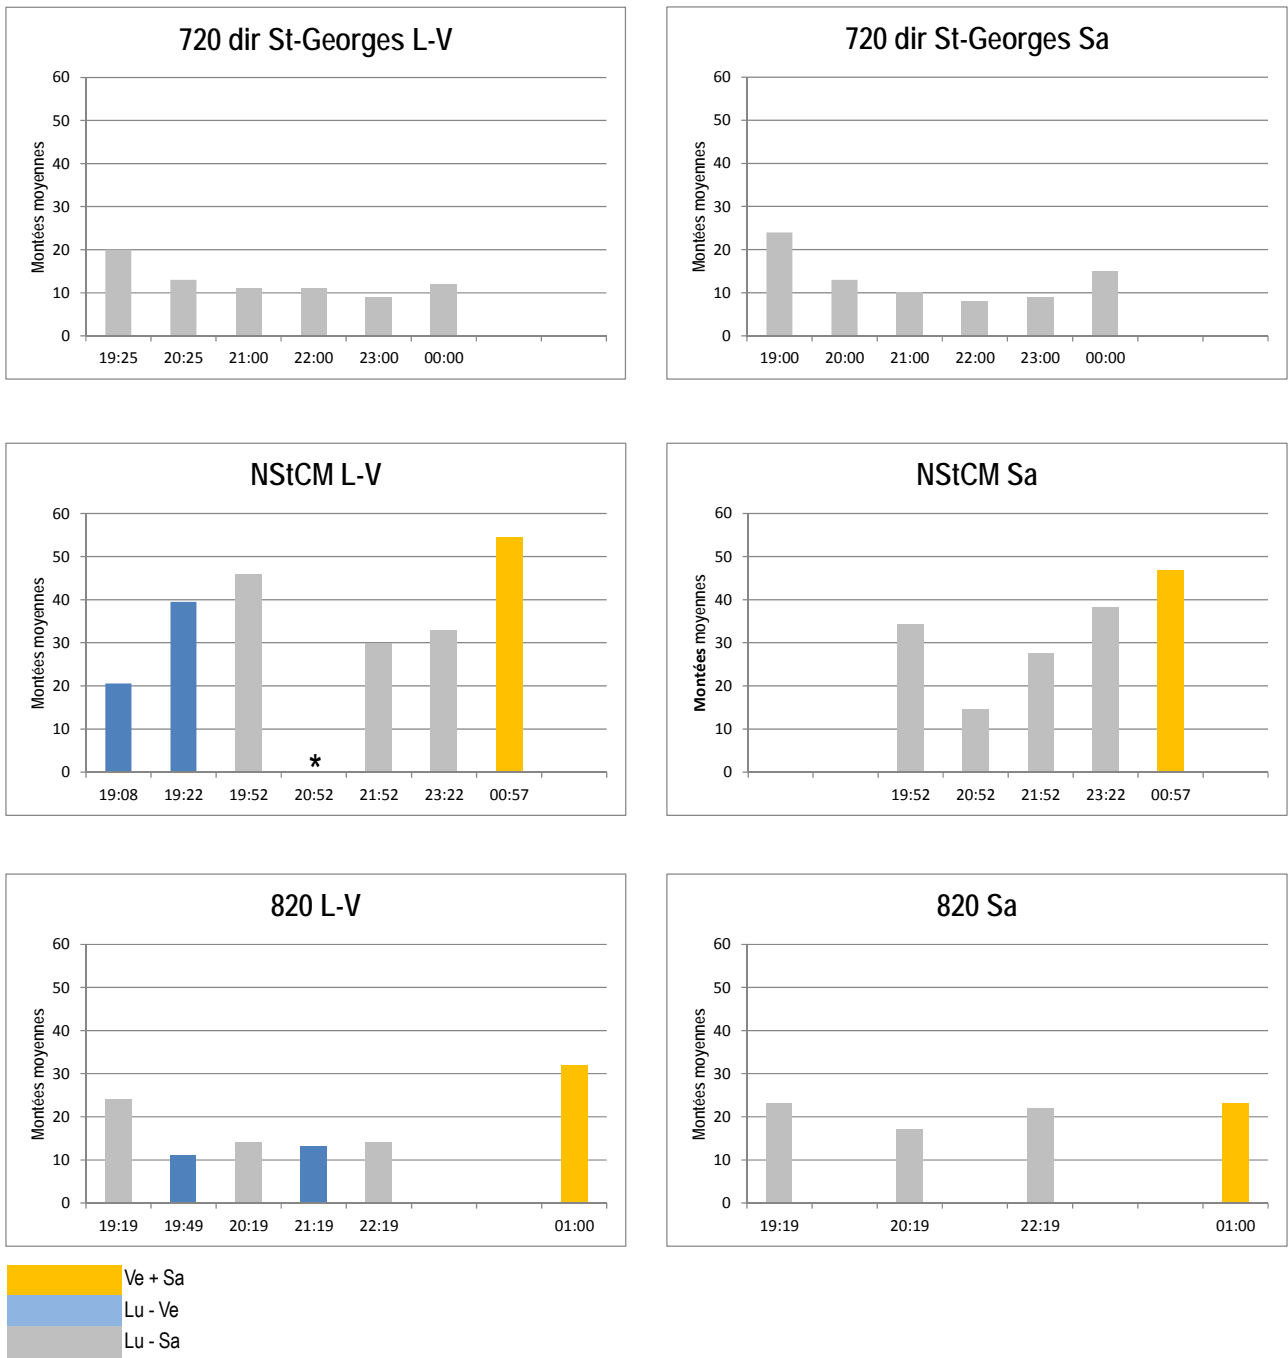 720 dir St-Georges L-V
Montées moyennes
60
50
40
30
20
10
0
19:25 20:25 21:00 22:00 23:00 00:00
720 dir St-Georges Sa
Montées moyennes
60
50
40
30
20
10
0
19:00 20:00 21:00 22:00 23:00 00:00
NStCM L-V
Montées moyennes
60
50
40
30
20
10
0
*
19:08 19:22 19:52 20:52 21:52 23:22 00:57
NStCM Sa
Montées moyennes
60
50
40
30
20
10
0
19:52 20:52 21:52 23:22 00:57
820 L-V
Montées moyennes
60
50
40
30
20
10
0
19:19 19:49 20:19 21:19 22:19 01:00
820 Sa
Montées moyennes
60
50
40
30
20
10
0
19:19 20:19 22:19 01:00
Ve + Sa
Lu - Ve
Lu - Sa